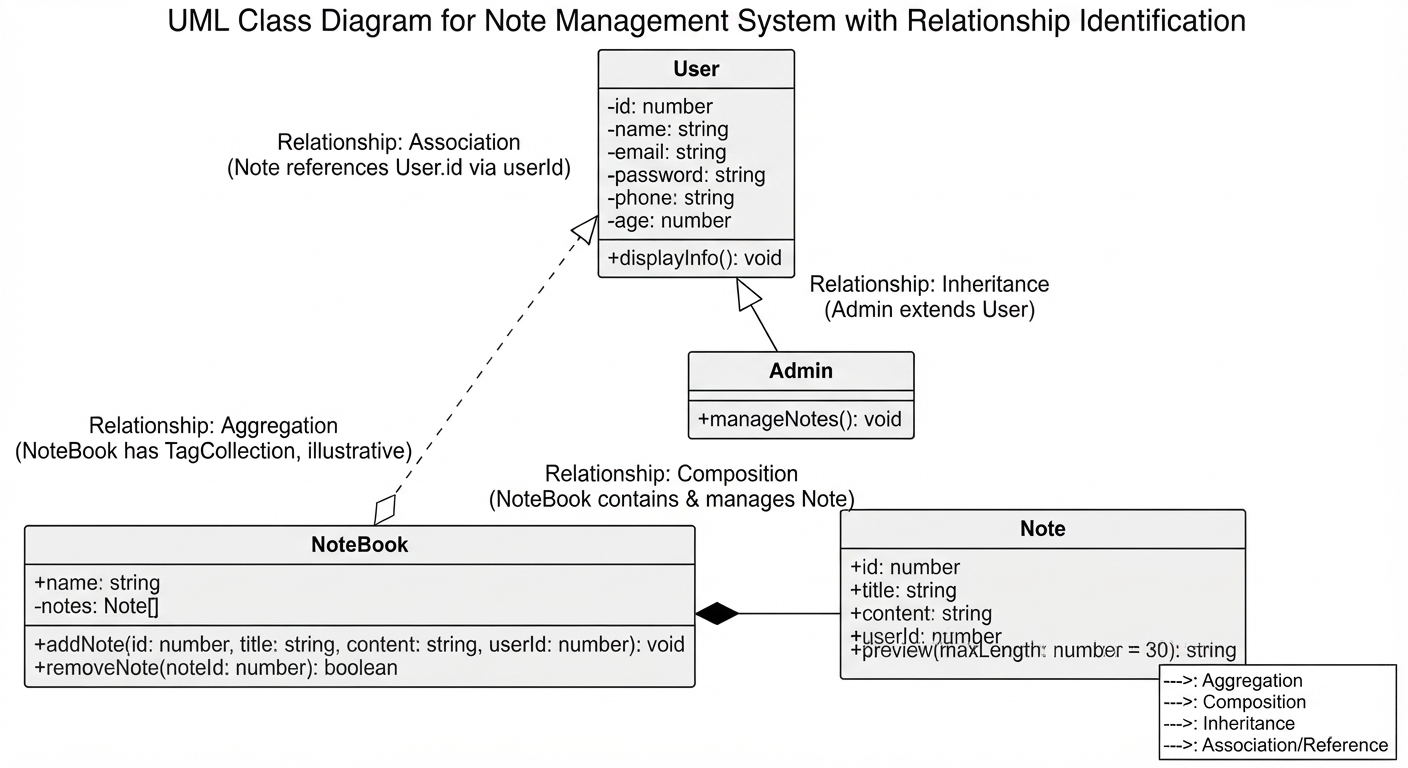 UML Class Diagram for Note Management System with Relationship Identification
User
-id: number
-name: string
-email: string
-password: string
-phone: string
-age: number
+displayInfo(): void
Relationship: Association
(Note references User.id via userId)
Relationship: Inheritance
(Admin extends User)
Admin
+manageNotes(): void
Relationship: Aggregation
(NoteBook has TagCollection, illustrative)
Relationship: Composition
(NoteBook contains & manages Note)
NoteBook
+name: string
-notes: Note[]
+addNote(id: number, title: string, content: string, userId: number): void
+removeNote(noteId: number): boolean
Note
+id: number
+title: string
+content: string
+userId: number
+preview(maxLength: number = 30): string
--->: Aggregation
--->: Composition
--->: Inheritance
--->: Association/Reference